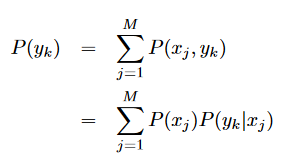 P(y_k) = \sum_{j=1}^{M} P(x_j, y_k)
= \sum_{j=1}^{M} P(x_j)P(y_k|x_j)